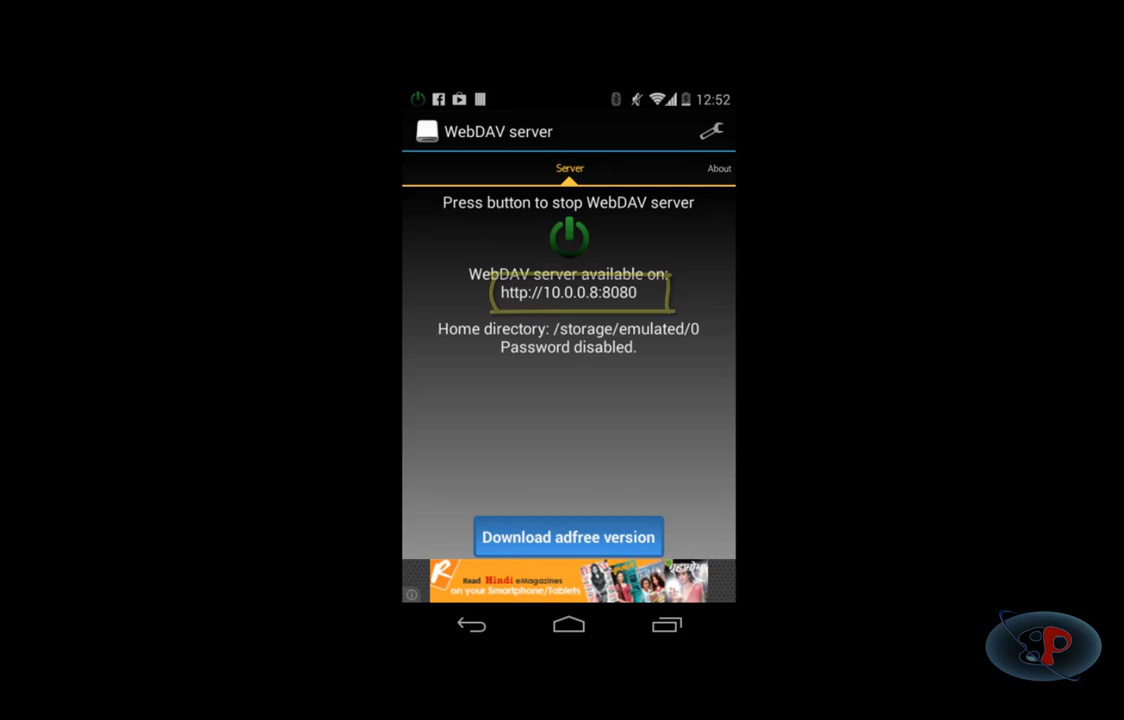 12:52
WebDAV server
Server
About
Press button to stop WebDAV server
WebDAV server available on:
http://10.0.0.8:8080
Home directory: /storage/emulated/0
Password disabled.
Download adfree version
R
Read Hindi eMagazines
on your Smartphone/Tablets
P